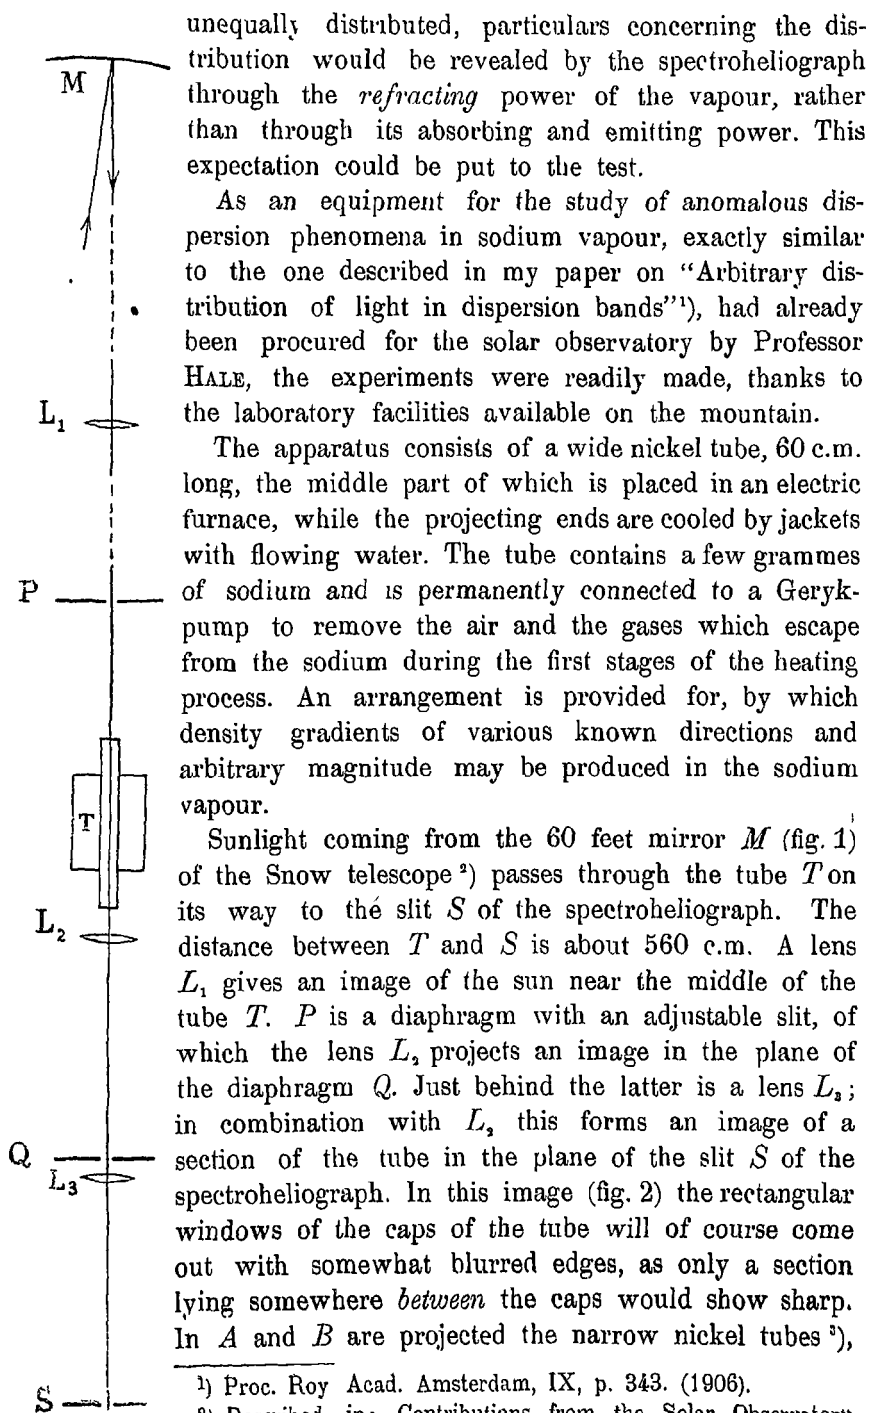 unequally distributed, particulars concerning the dis-
tribution would be revealed by the spectroheliograph
through the refracting power of the vapour, rather
than through its absorbing and emitting power. This
expectation could be put to the test.
As an equipment for the study of anomalous dis-
persion phenomena in sodium vapour, exactly similar
to the one described in my paper on “Arbitrary dis-
tribution of light in dispersion bands”¹), had already
been procured for the solar observatory by Professor
HALE, the experiments were readily made, thanks to
the laboratory facilities available on the mountain.
The apparatus consists of a wide nickel tube, 60 c.m.
long, the middle part of which is placed in an electric
furnace, while the projecting ends are cooled by jackets
with flowing water. The tube contains a few grammes
of sodium and is permanently connected to a Geryk-
pump to remove the air and the gases which escape
from the sodium during the first stages of the heating
process. An arrangement is provided for, by which
density gradients of various known directions and
arbitrary magnitude may be produced in the sodium
vapour.
Sunlight coming from the 60 feet mirror M (fig. 1)
of the Snow telescope ²) passes through the tube T on
its way to thé slit S of the spectroheliograph. The
distance between T and S is about 560 c.m. A lens
L₁ gives an image of the sun near the middle of the
tube T. P is a diaphragm with an adjustable slit, of
which the lens L₂ projects an image in the plane of
the diaphragm Q. Just behind the latter is a lens L₃;
in combination with L₂ this forms an image of a
section of the tube in the plane of the slit S of the
spectroheliograph. In this image (fig. 2) the rectangular
windows of the caps of the tube will of course come
out with somewhat blurred edges, as only a section
lying somewhere between the caps would show sharp.
In A and B are projected the narrow nickel tubes ³),
¹) Proc. Roy Acad. Amsterdam, IX, p. 343. (1906).
M
L₁
P
T
L₂
Q
L₃
S